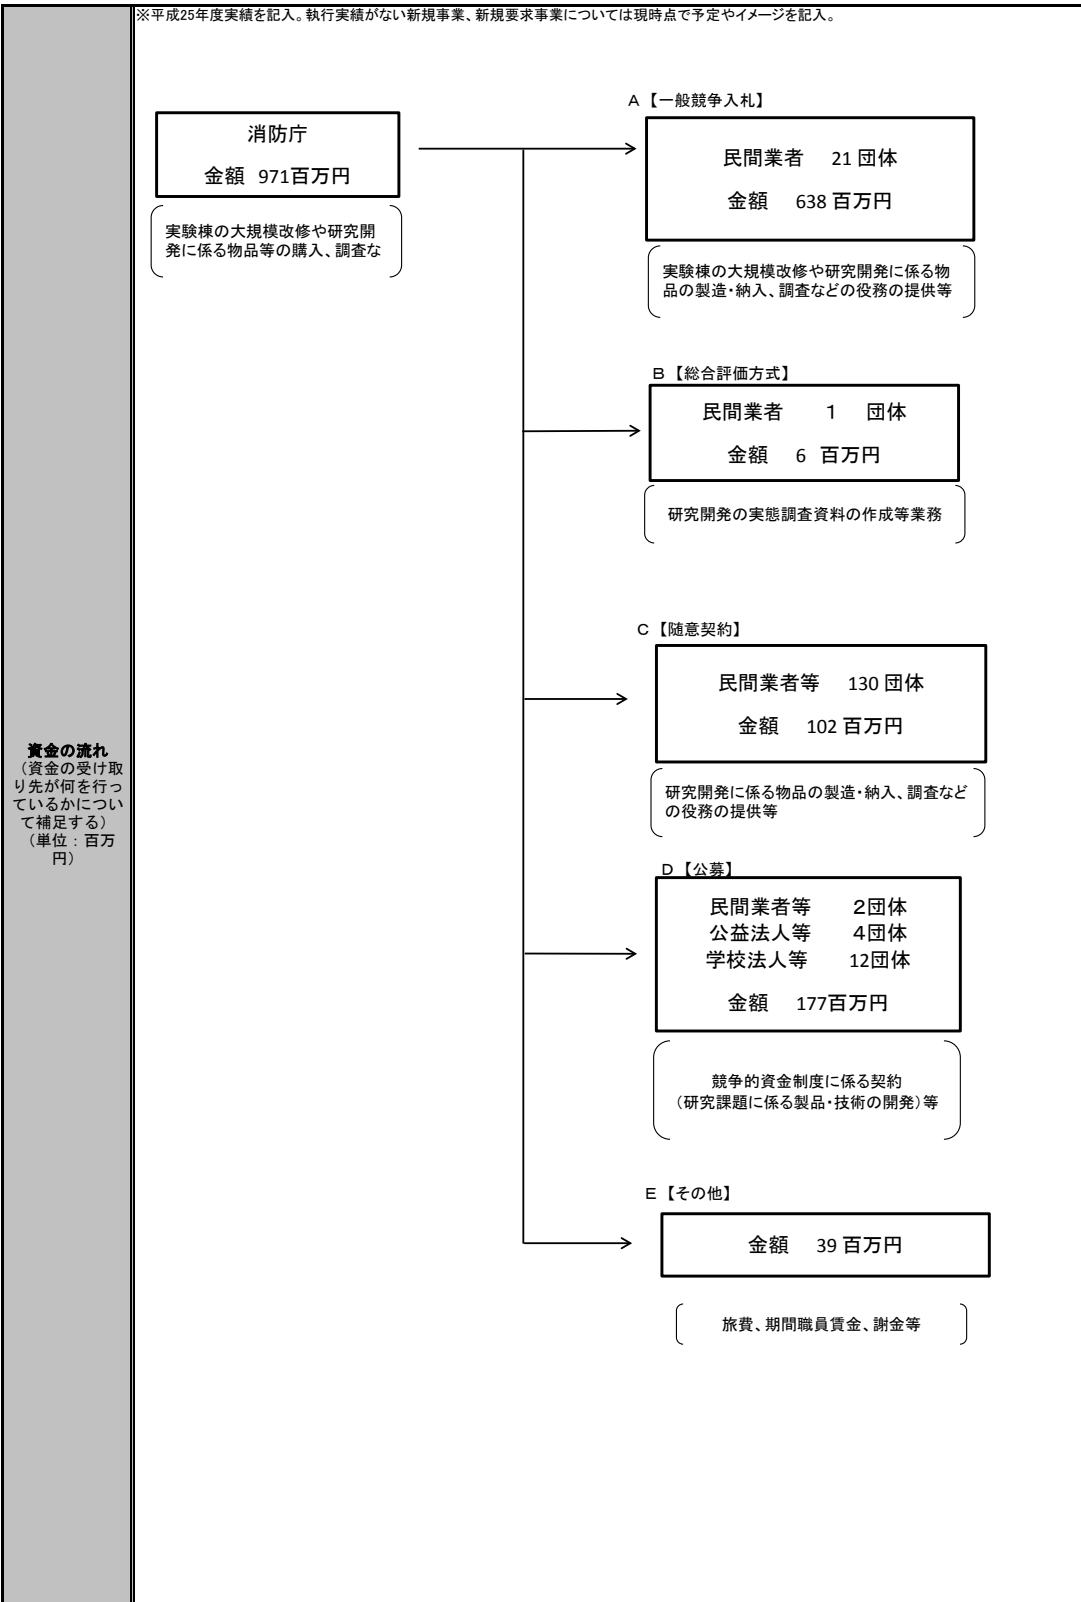 ※平成25年度実績を記入。執行実績がない新規事業、新規要求事業については現時点で予定やイメージを記入。
資金の流れ
（資金の受け取
り先が何を行っ
ているかについ
て補足する）
（単位：百万
円）
消防庁
金額 971百万円
実験棟の大規模改修や研究開
発に係る物品等の購入、調査な
A【一般競争入札】
民間業者 21 団体
金額 638 百万円
実験棟の大規模改修や研究開発に係る物
品の製造・納入、調査などの役務の提供等
B【総合評価方式】
民間業者 1 団体
金額 6 百万円
研究開発の実態調査資料の作成等業務
C【随意契約】
民間業者等 130 団体
金額 102 百万円
研究開発に係る物品の製造・納入、調査など
の役務の提供等
D【公募】
民間業者等 2団体
公益法人等 4団体
学校法人等 12団体
金額 177百万円
競争的資金制度に係る契約
（研究課題に係る製品・技術の開発）等
E【その他】
金額 39 百万円
旅費、期間職員賃金、謝金等